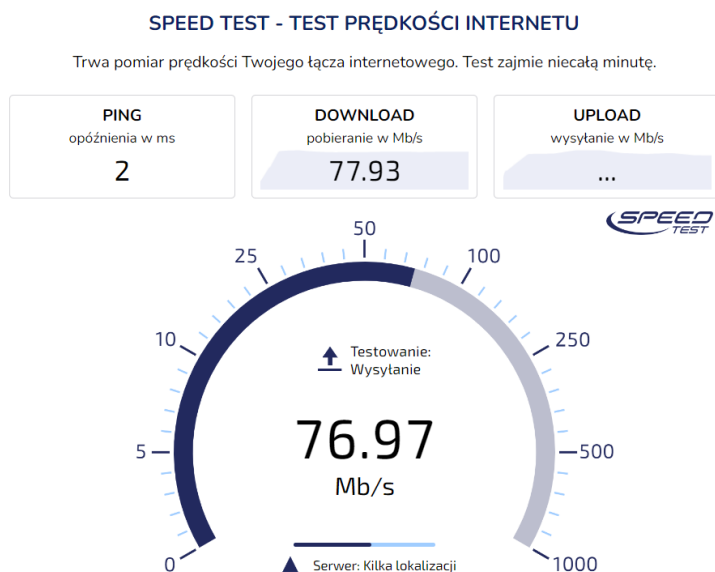 SPEED TEST - TEST PRĘDKOŚCI INTERNETU
Trwa pomiar prędkości Twojego łącza internetowego. Test zajmie niecałą minutę.
PING
opóźnienia w ms
2
DOWNLOAD
pobieranie w Mb/s
77.93
UPLOAD
wysyłanie w Mb/s
...
SPEED
TEST
50
25
100
10
250
5
500
0
1000
Testowanie:
Wysyłanie
76.97
Mb/s
Serwer: Kilka lokalizacji